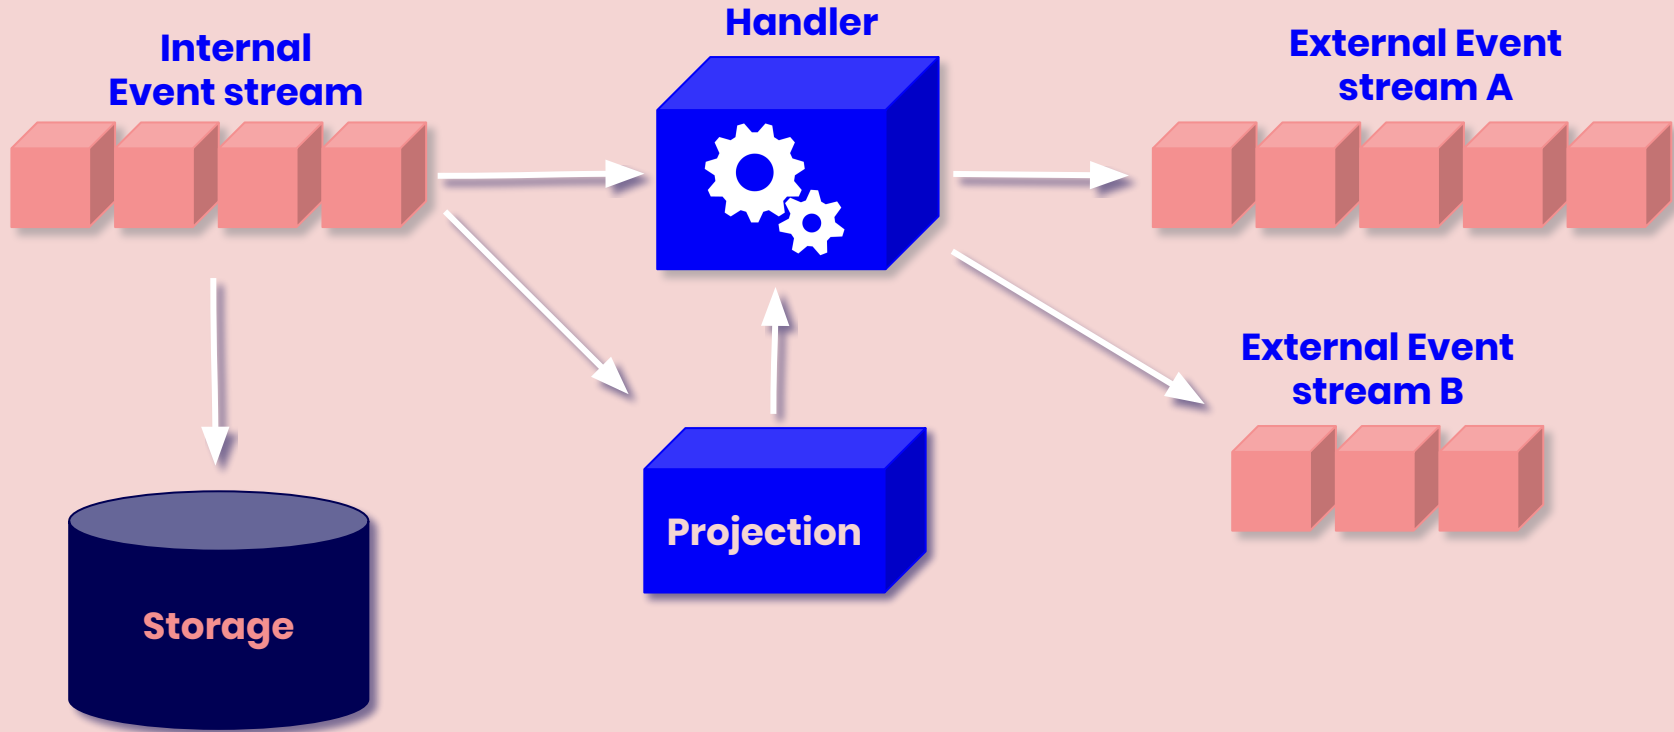 Internal
Event stream
Handler
External Event
stream A
External Event
stream B
Projection
Storage